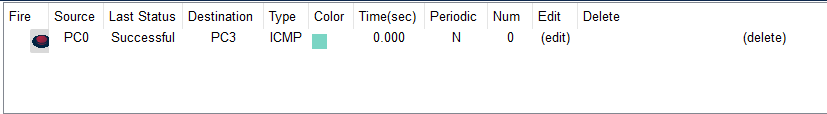 Fire Source Last Status Destination Type Color Time(sec) Periodic Num Edit Delete
PC0 Successful PC3 ICMP 0.000 N 0 (edit) (delete)